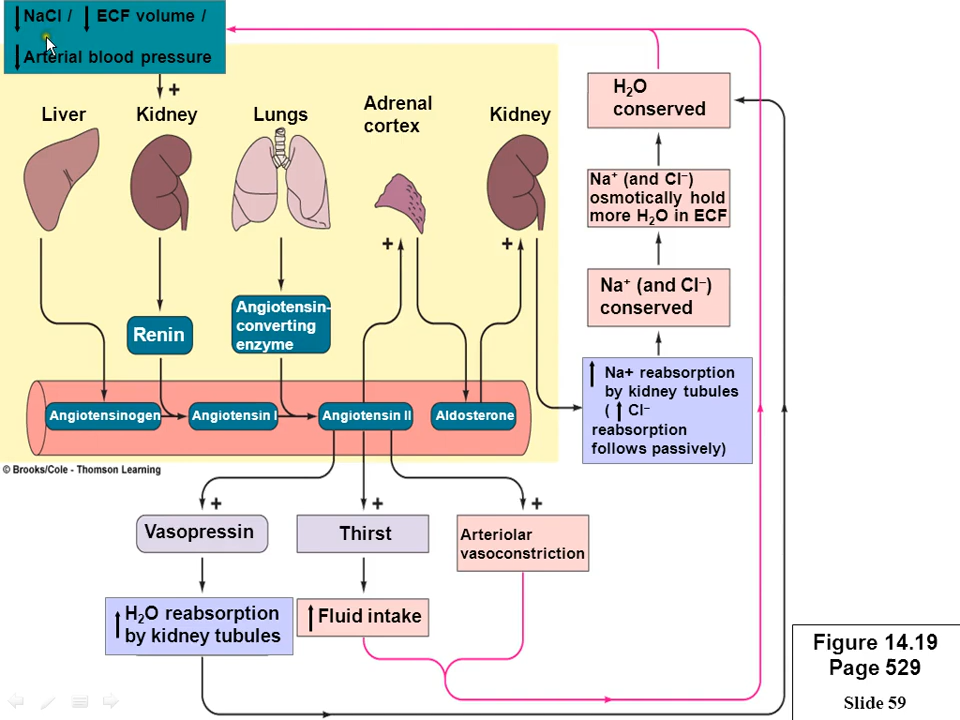 ↓ NaCl / ↓ ECF volume /
↓ Arterial blood pressure
+
Liver
Kidney
Lungs
Adrenal
cortex
Kidney
+
+
Renin
Angiotensin-
converting
enzyme
Angiotensinogen
Angiotensin I
Angiotensin II
Aldosterone
© Brooks/Cole - Thomson Learning
H₂O
conserved
Na⁺ (and Cl⁻)
osmotically hold
more H₂O in ECF
Na⁺ (and Cl⁻)
conserved
↑ Na+ reabsorption
by kidney tubules
( ↑ Cl⁻
reabsorption
follows passively)
+
+
+
Vasopressin
Thirst
Arteriolar
vasoconstriction
↑ H₂O reabsorption
by kidney tubules
↑ Fluid intake
Figure 14.19
Page 529
Slide 59